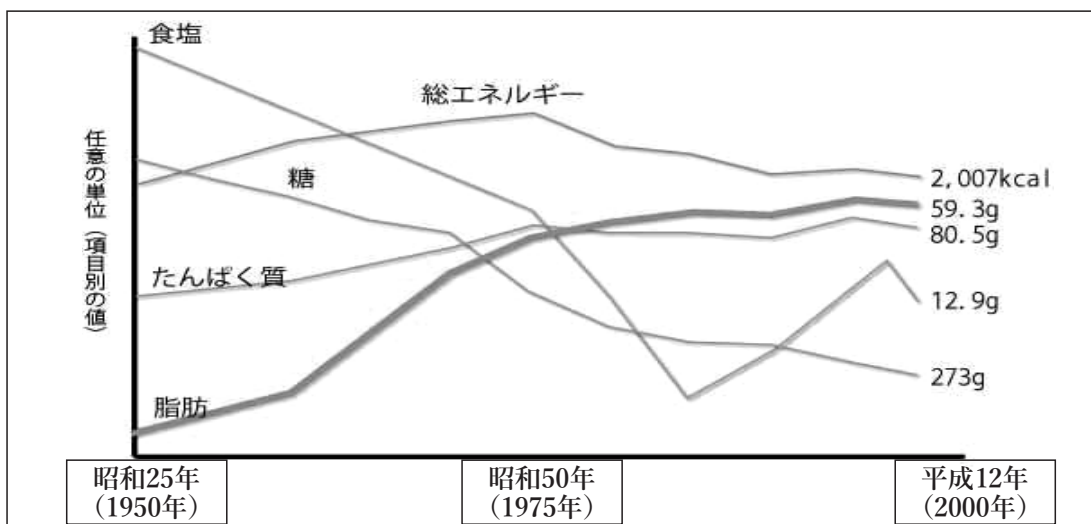 食塩
総エネルギー
任意の単位（項目別の値）
糖
2,007kcal
59.3g
80.5g
たんぱく質
12.9g
273g
脂肪
昭和25年
（1950年）
昭和50年
（1975年）
平成12年
（2000年）